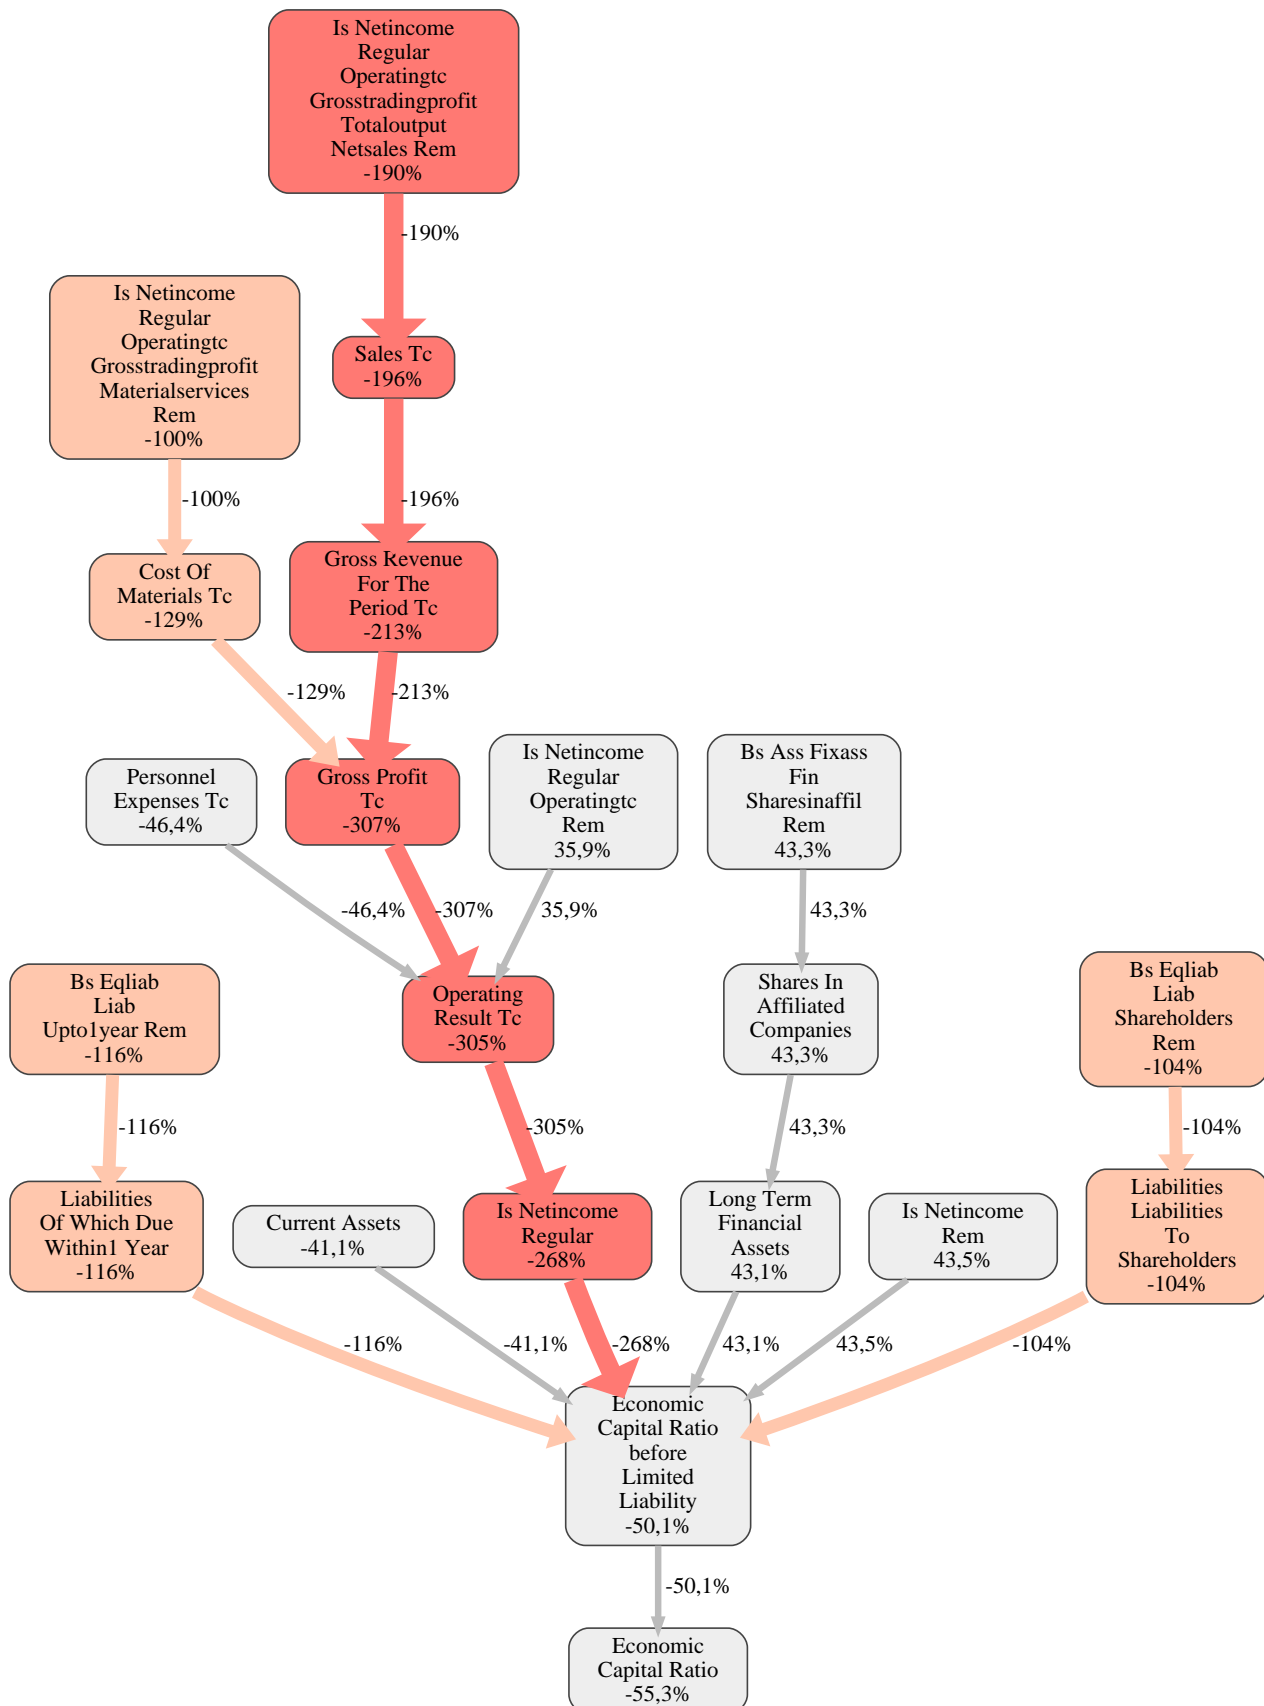 Is Netincome
Regular
Operatingtc
Grosstradingprofit
Totaloutput
Netsales Rem
-190%
-190%
Is Netincome
Regular
Operatingtc
Grosstradingprofit
Materialservices
Rem
-100%
Sales Tc
-196%
-100%
-196%
Cost Of
Materials Tc
-129%
Gross Revenue
For The
Period Tc
-213%
-129%
-213%
Personnel
Expenses Tc
-46,4%
Gross Profit
Tc
-307%
Is Netincome
Regular
Operatingtc
Rem
35,9%
Bs Ass Fixass
Fin
Sharesinaffil
Rem
43,3%
-46,4%
-307%
35,9%
43,3%
Bs Eqliab
Liab
Upto1year Rem
-116%
Operating
Result Tc
-305%
Shares In
Affiliated
Companies
43,3%
Bs Eqliab
Liab
Shareholders
Rem
-104%
-116%
-305%
43,3%
-104%
Liabilities
Of Which Due
Within1 Year
-116%
Current Assets
-41,1%
Is Netincome
Regular
-268%
Long Term
Financial
Assets
43,1%
Is Netincome
Rem
43,5%
Liabilities
Liabilities
To
Shareholders
-104%
-116%
-41,1%
-268%
43,1%
43,5%
-104%
Economic
Capital Ratio
before
Limited
Liability
-50,1%
-50,1%
Economic
Capital Ratio
-55,3%